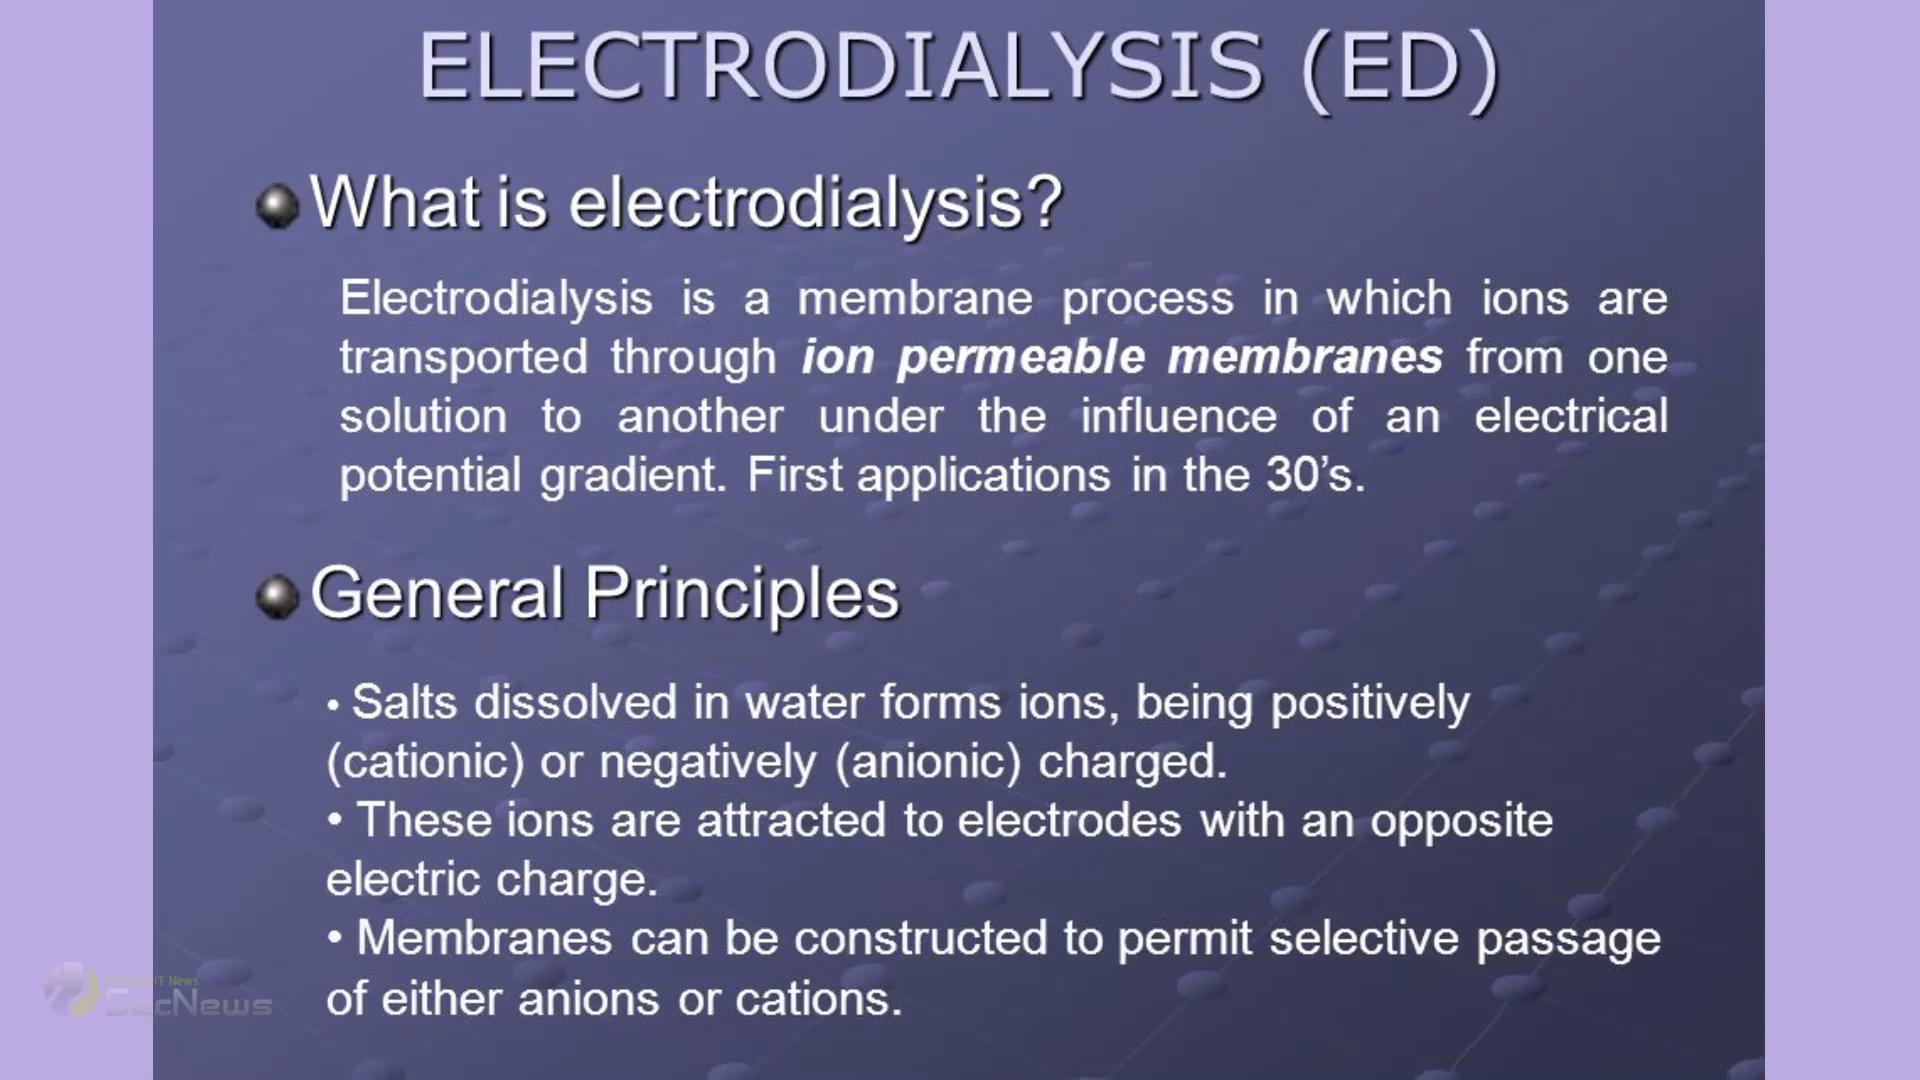 ELECTRODIALYSIS (ED)
What is electrodialysis?
Electrodialysis is a membrane process in which ions are
transported through ion permeable membranes from one
solution to another under the influence of an electrical
potential gradient. First applications in the 30's.
General Principles
• Salts dissolved in water forms ions, being positively
(cationic) or negatively (anionic) charged.
• These ions are attracted to electrodes with an opposite
electric charge.
• Membranes can be constructed to permit selective passage
of either anions or cations.
IT News
SecNews